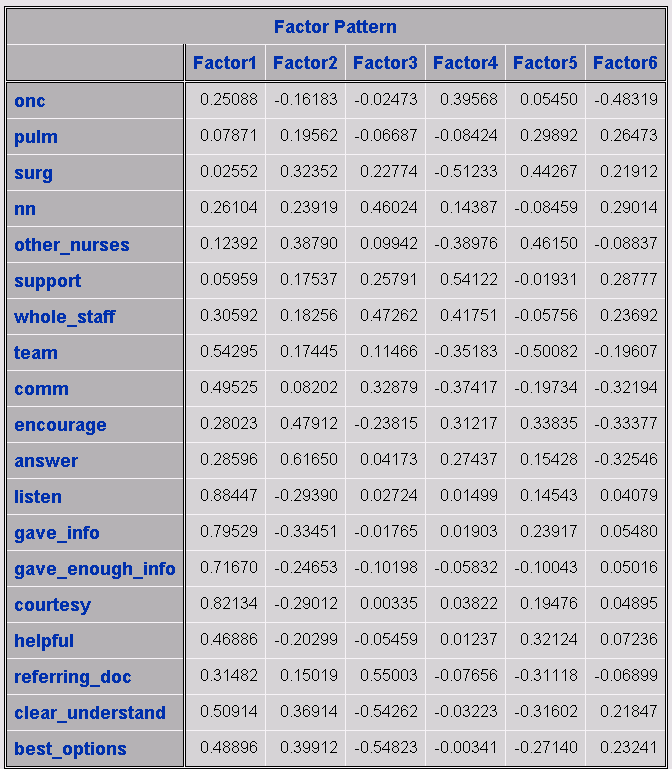 Factor Pattern
Factor1 Factor2 Factor3 Factor4 Factor5 Factor6
onc 0.25088 -0.16183 -0.02473 0.39568 0.05450 -0.48319
pulm 0.07871 0.19562 -0.06687 -0.08424 0.29892 0.26473
surg 0.02552 0.32352 0.22774 -0.51233 0.44267 0.21912
nn 0.26104 0.23919 0.46024 0.14387 -0.08459 0.29014
other_nurses 0.12392 0.38790 0.09942 -0.38976 0.46150 -0.08837
support 0.05959 0.17537 0.25791 0.54122 -0.01931 0.28777
whole_staff 0.30592 0.18256 0.47262 0.41751 -0.05756 0.23692
team 0.54295 0.17445 0.11466 -0.35183 -0.50082 -0.19607
comm 0.49525 0.08202 0.32879 -0.37417 -0.19734 -0.32194
encourage 0.28023 0.47912 -0.23815 0.31217 0.33835 -0.33377
answer 0.28596 0.61650 0.04173 0.27437 0.15428 -0.32546
listen 0.88447 -0.29390 0.02724 0.01499 0.14543 0.04079
gave_info 0.79529 -0.33451 -0.01765 0.01903 0.23917 0.05480
gave_enough_info 0.71670 -0.24653 -0.10198 -0.05832 -0.10043 0.05016
courtesy 0.82134 -0.29012 0.00335 0.03822 0.19476 0.04895
helpful 0.46886 -0.20299 -0.05459 0.01237 0.32124 0.07236
referring_doc 0.31482 0.15019 0.55003 -0.07656 -0.31118 -0.06899
clear_understand 0.50914 0.36914 -0.54262 -0.03223 -0.31602 0.21847
best_options 0.48896 0.39912 -0.54823 -0.00341 -0.27140 0.23241